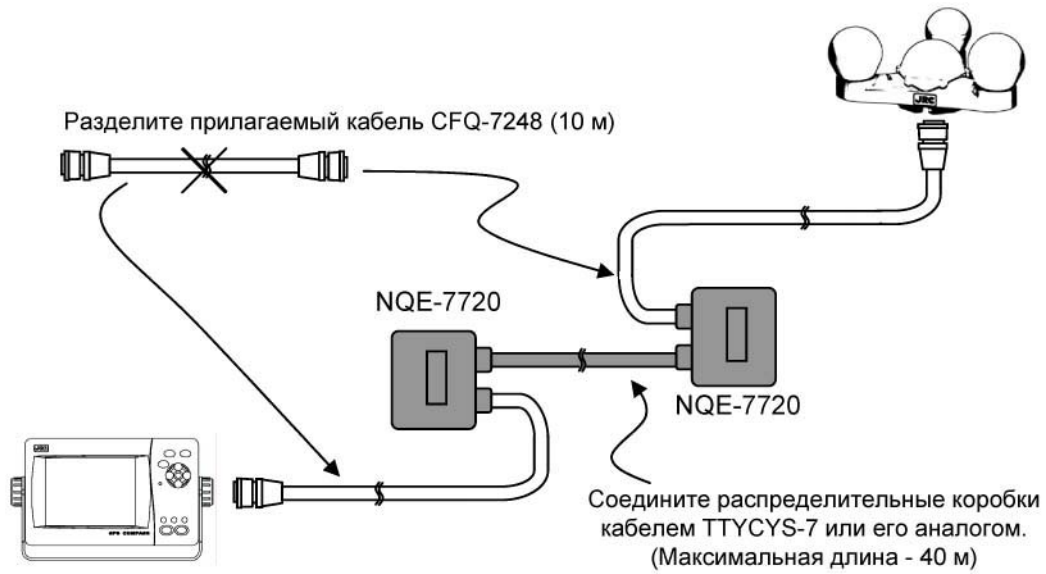 JRC
Разделите прилагаемый кабель CFQ-7248 (10 м)
NQE-7720
NQE-7720
JRC
GPS COMPASS
Соедините распределительные коробки
кабелем TTYCYS-7 или его аналогом.
(Максимальная длина - 40 м)